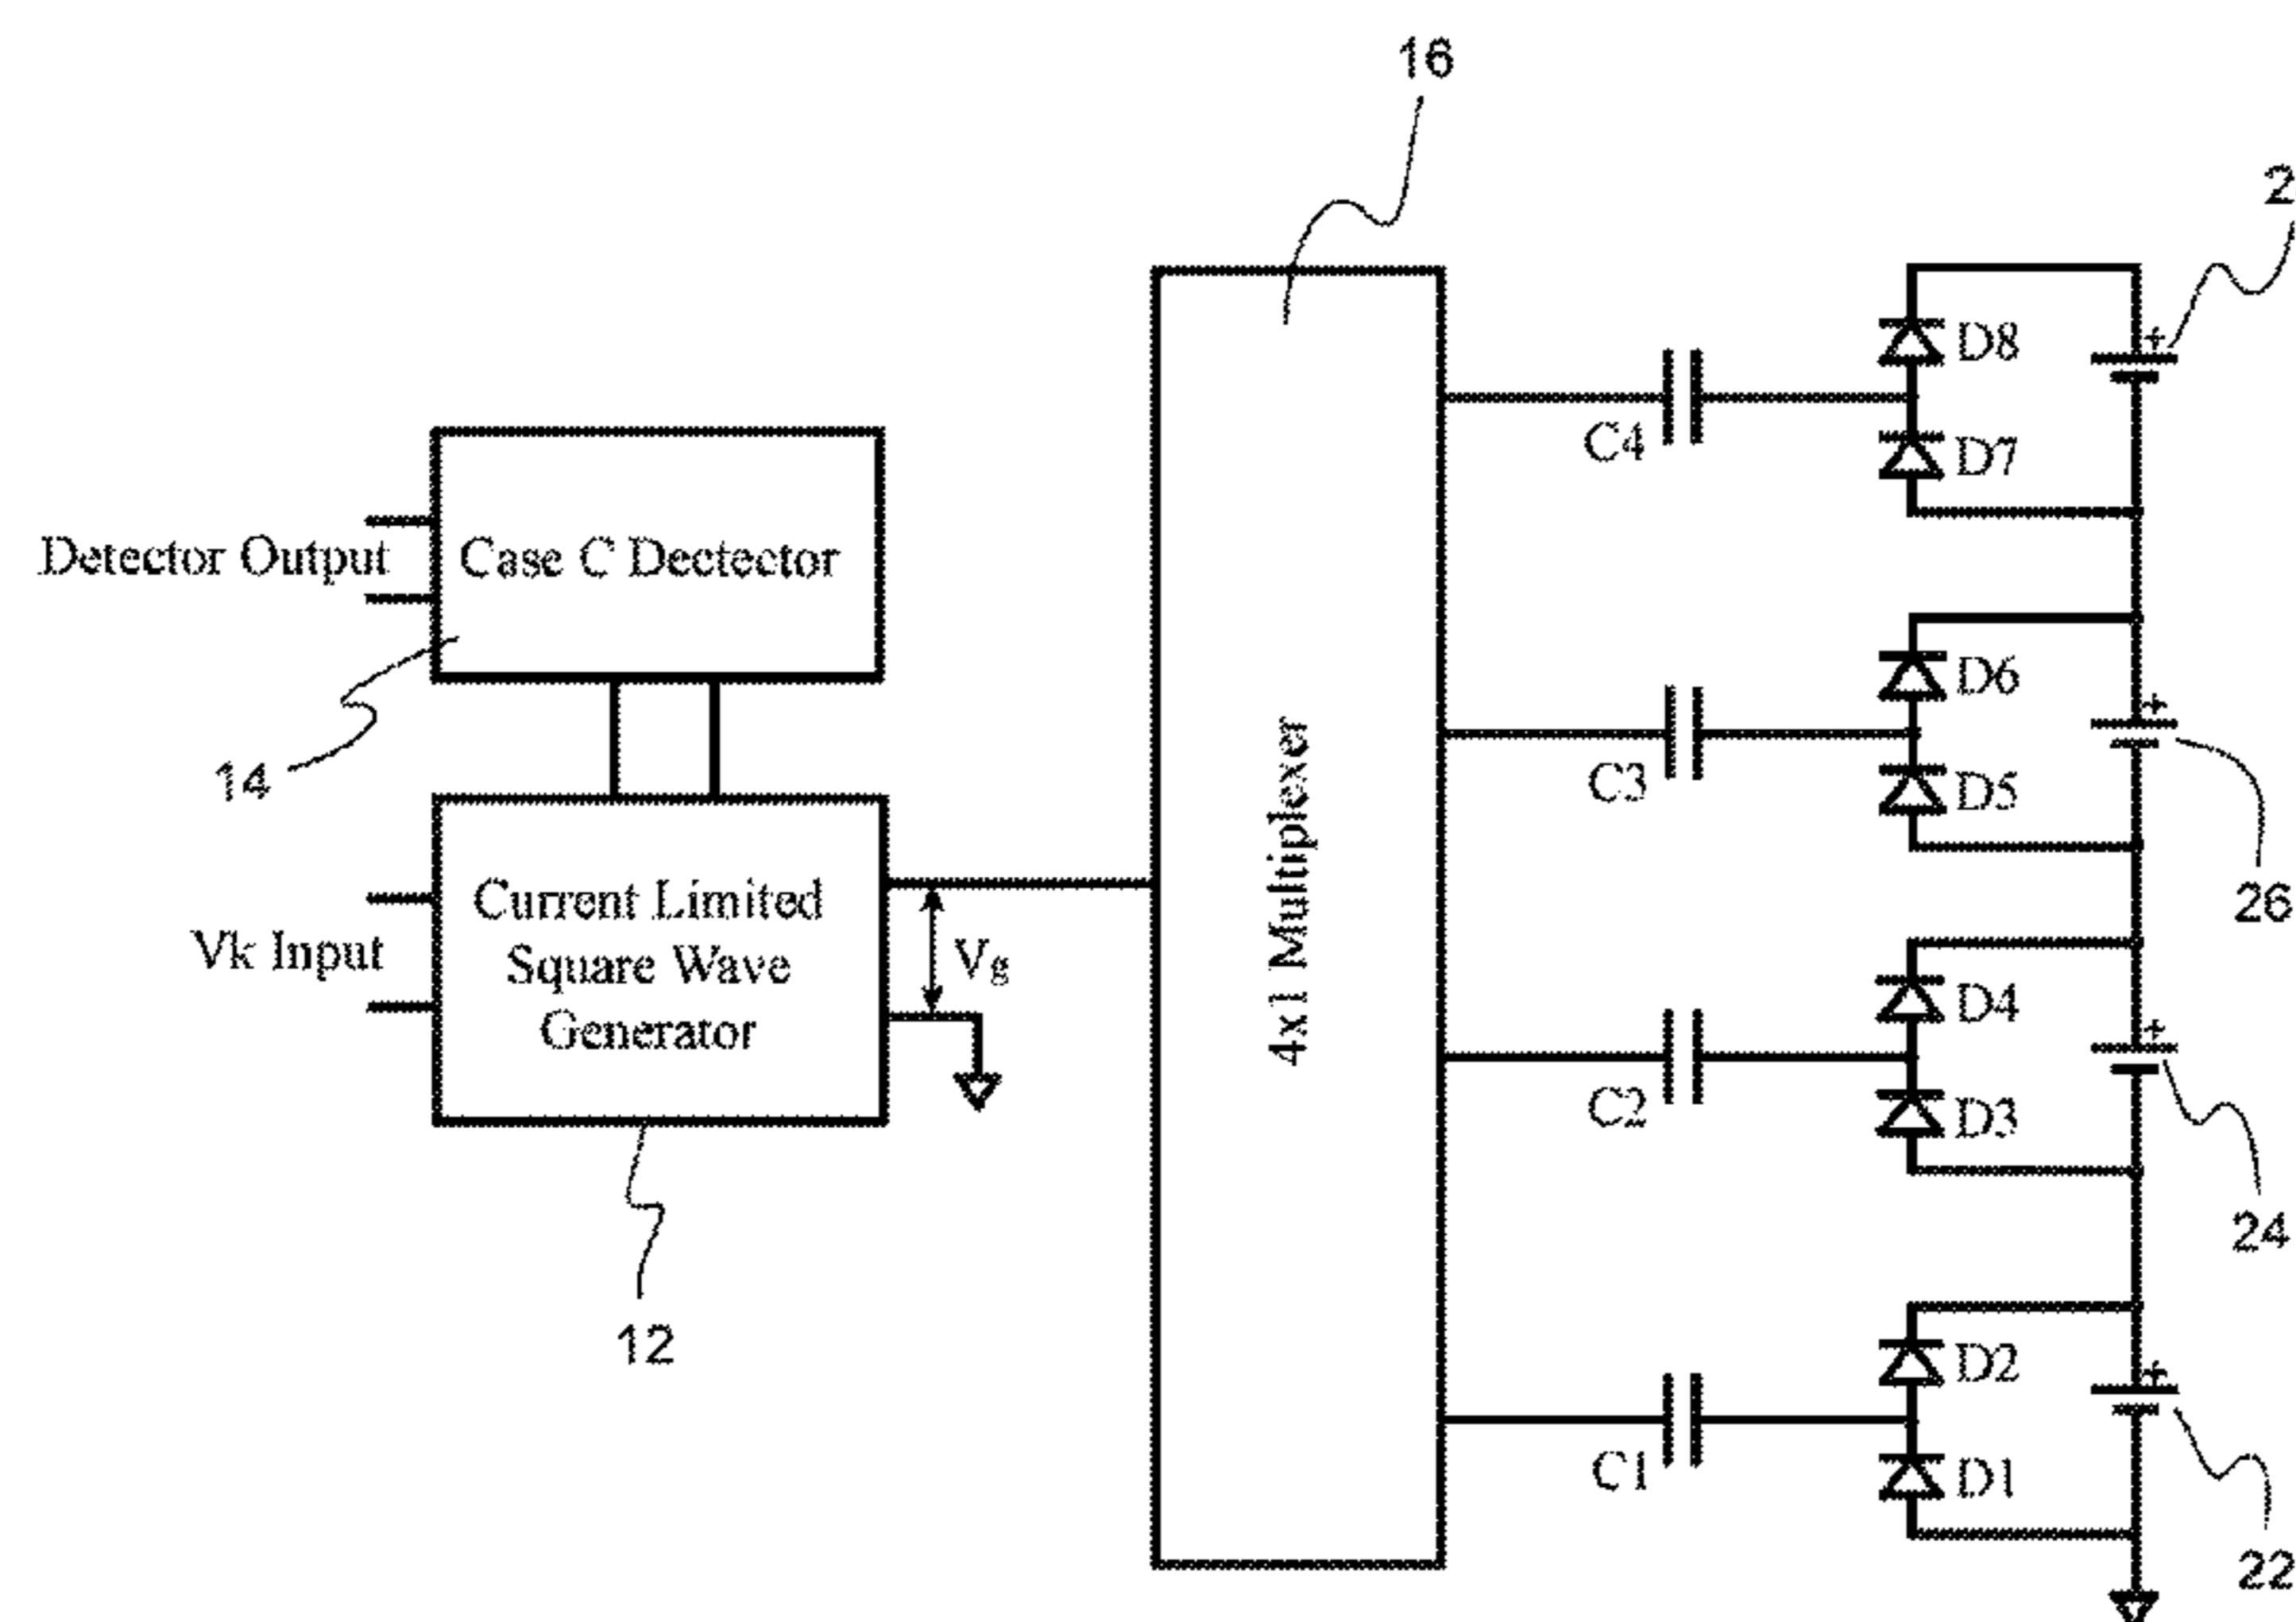 16
2
D8
C4
D7
Detector Output
Case C Dectector
14
D6
C3
D5
26
Vk Input
Current Limited
Square Wave
Generator
Vg
4x1 Multiplexer
D4
C2
D3
24
12
D2
C1
D1
22
+
+
+
+